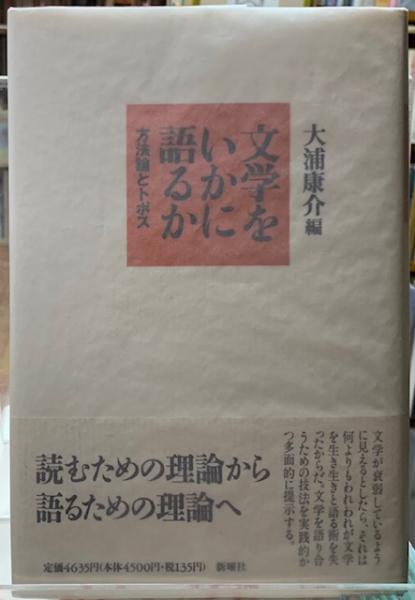 大浦康介編
文学を
いかに
語るか
方法論とトポス
読むための理論から
語るための理論へ
文学が衰弱しているよう
に見えるとしたら、それは
何よりもわれわれが文学
を生き生きと語る術を失
ったからだ。文学を語り合
うための技法を実践的か
つ多面的に提示する。
定価4635円(本体4500円・税135円) 新曜社